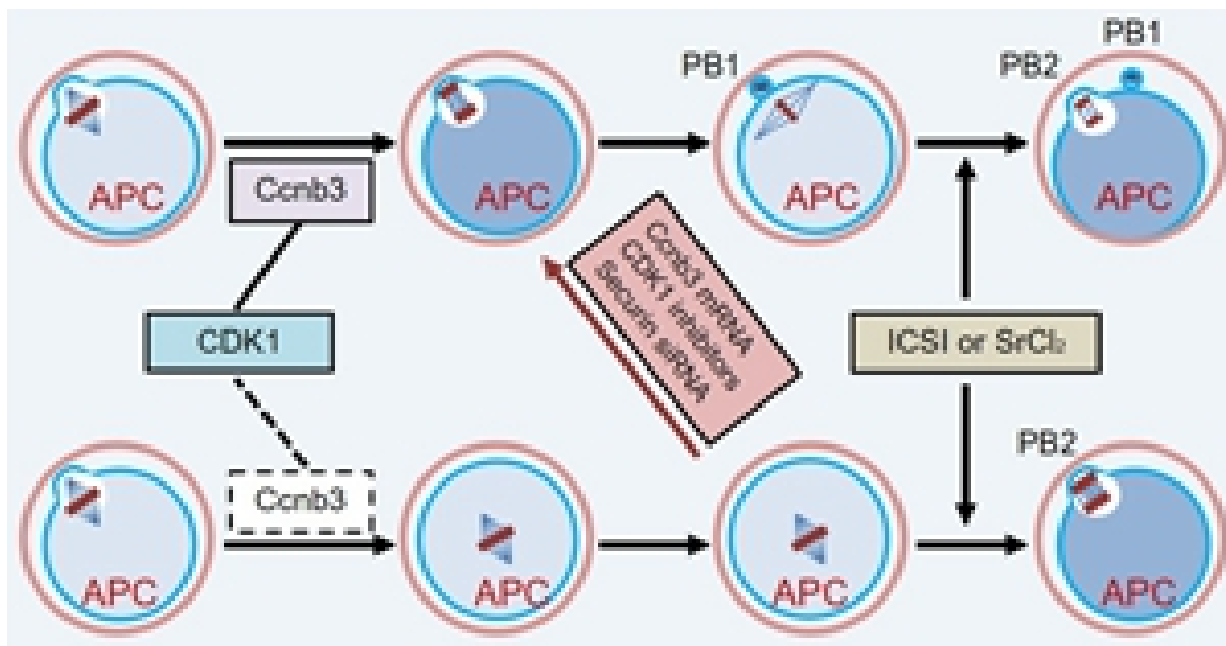 PB1
PB1
PB2
APC
APC
APC
APC
Ccnb3
Ccnb3 mRNA
CDK1 inhibitors
Securin siRNA
CDK1
ICSI or SrCl₂
PB2
Ccnb3
APC
APC
APC
APC